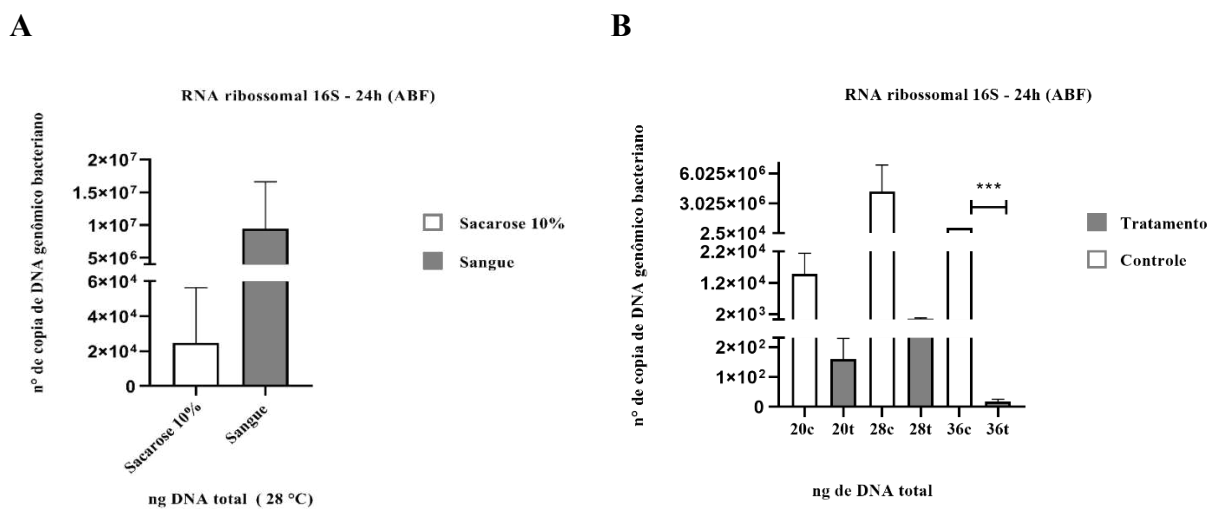 A
RNA ribossomal 16S - 24h (ABF)
n° de copia de DNA genômico bacteriano
2×10⁷
1.5×10⁷
1×10⁷
5×10⁶
6×10⁴
4×10⁴
2×10⁴
0
Sacarose 10%
Sangue
ng DNA total ( 28 °C)
Sacarose 10%
Sangue
B
RNA ribossomal 16S - 24h (ABF)
n° de copia de DNA genômico bacteriano
6.025×10⁶
3.025×10⁶
2.5×10⁴
2.2×10⁴
1.2×10⁴
2×10³
2×10²
1×10²
0
***
20c 20t 28c 28t 36c 36t
ng de DNA total
Tratamento
Controle